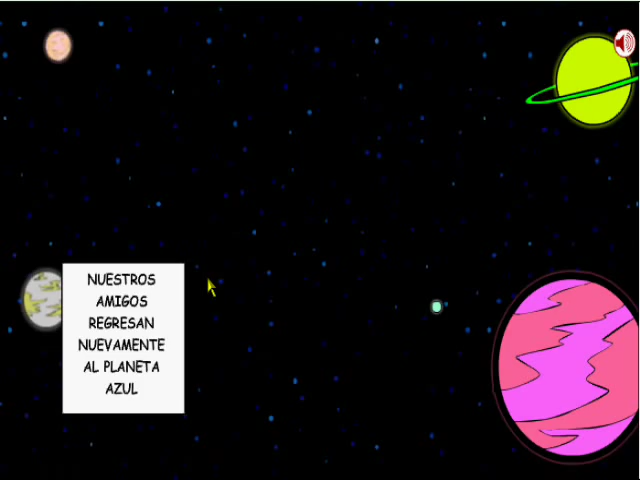 NUESTROS
AMIGOS
REGRESAN
NUEVAMENTE
AL PLANETA
AZUL